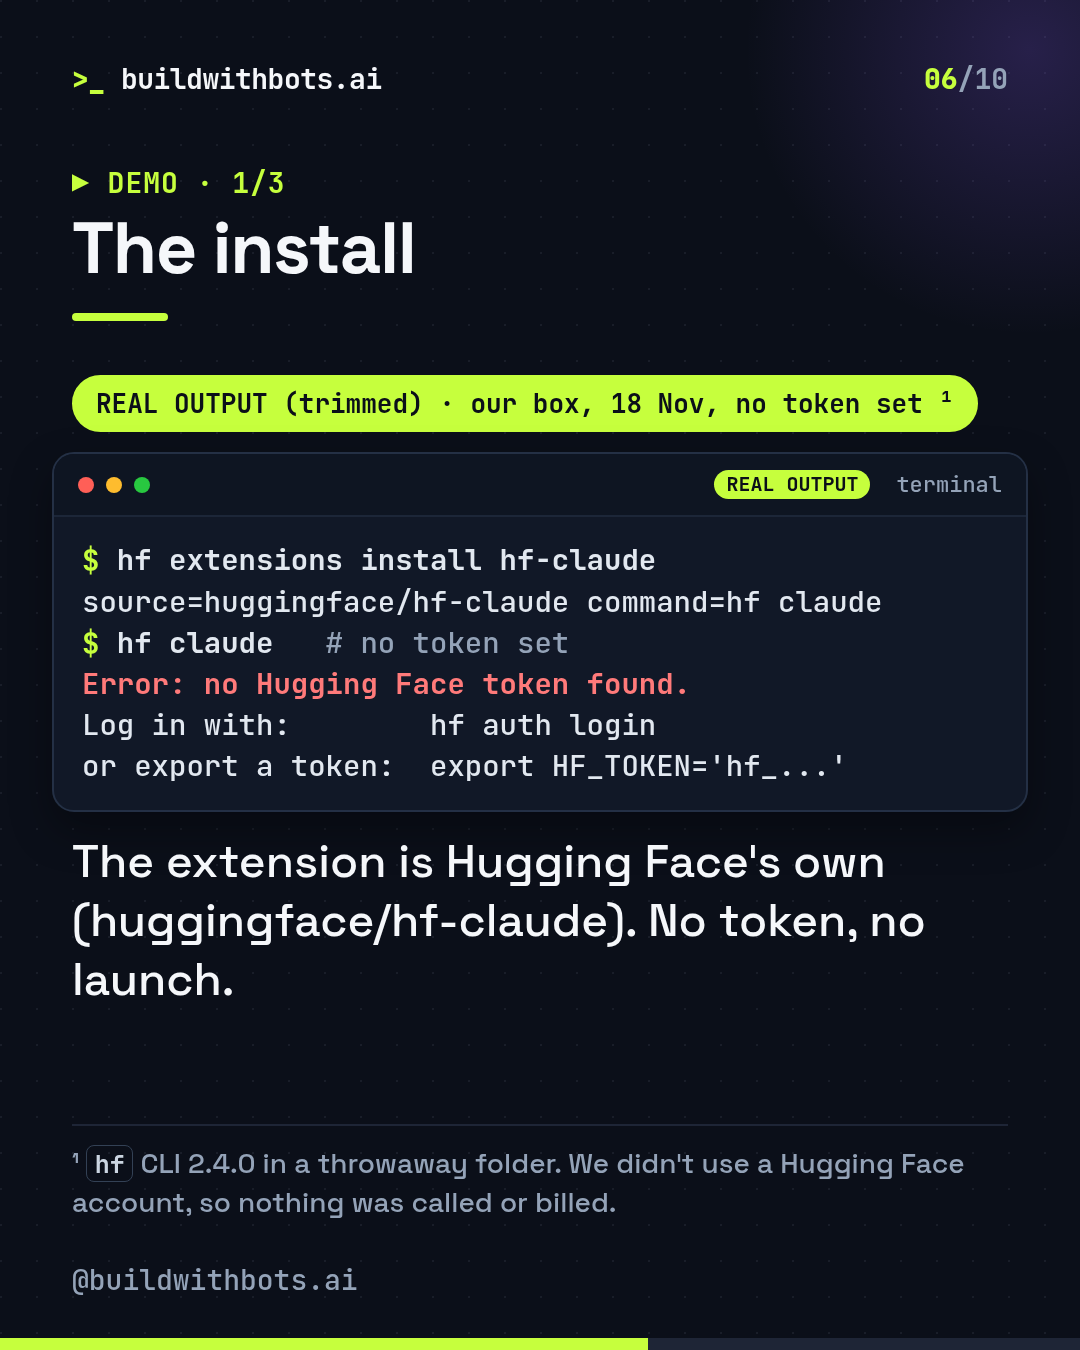 >_ buildwithbots.ai
06/10
▶ DEMO · 1/3
The install
REAL OUTPUT (trimmed) · our box, 18 Nov, no token set ¹
REAL OUTPUT terminal
$ hf extensions install hf-claude
source=huggingface/hf-claude command=hf claude
$ hf claude   # no token set
Error: no Hugging Face token found.
Log in with:        hf auth login
or export a token:  export HF_TOKEN='hf_...'
The extension is Hugging Face's own
(huggingface/hf-claude). No token, no
launch.
¹ hf CLI 2.4.0 in a throwaway folder. We didn't use a Hugging Face
account, so nothing was called or billed.
@buildwithbots.ai